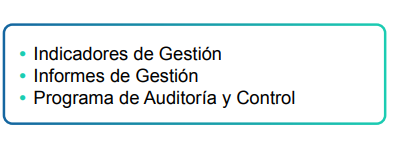 • Indicadores de Gestión
• Informes de Gestión
• Programa de Auditoría y Control